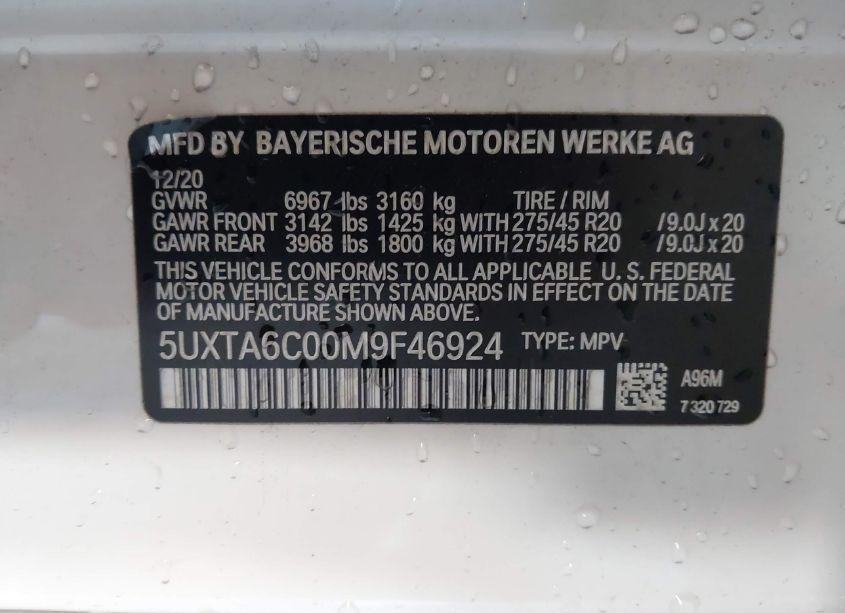 MFD BY BAYERISCHE MOTOREN WERKE AG
12/20
GVWR 6967 lbs 3160 kg TIRE / RIM
GAWR FRONT 3142 lbs 1425 kg WITH 275/45 R20 / 9.0J x 20
GAWR REAR 3968 lbs 1800 kg WITH 275/45 R20 / 9.0J x 20
THIS VEHICLE CONFORMS TO ALL APPLICABLE U. S. FEDERAL
MOTOR VEHICLE SAFETY STANDARDS IN EFFECT ON THE DATE
OF MANUFACTURE SHOWN ABOVE.
5UXTA6C00M9F46924 TYPE: MPV
A96M
7 320 729